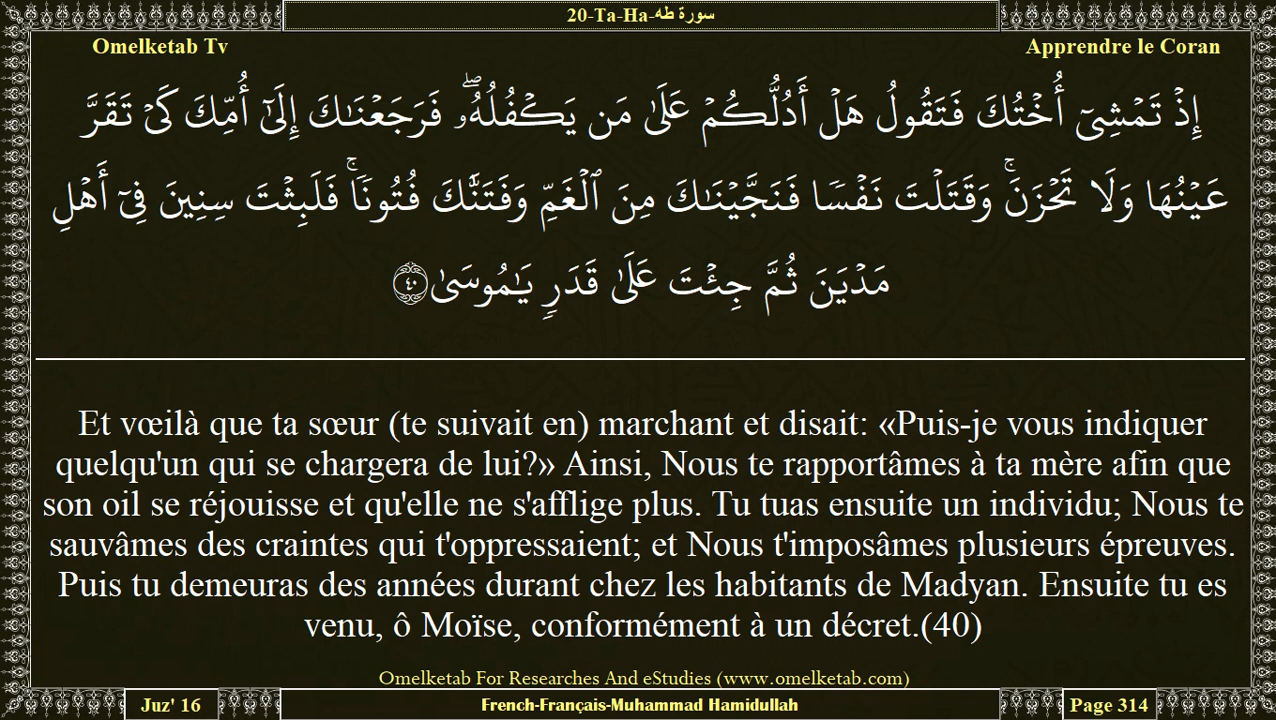 20-Ta-Ha-سورة طه
Omelketab Tv
Apprendre le Coran
إِذۡ تَمۡشِيٓ أُخۡتُكَ فَتَقُولُ هَلۡ أَدُلُّكُمۡ عَلَىٰ مَن يَكۡفُلُهُۥۖ فَرَجَعۡنَٰكَ إِلَىٰٓ أُمِّكَ كَيۡ تَقَرَّ
عَيۡنُهَا وَلَا تَحۡزَنَۚ وَقَتَلۡتَ نَفۡسٗا فَنَجَّيۡنَٰكَ مِنَ ٱلۡغَمِّ وَفَتَنَّٰكَ فُتُونٗاۚ فَلَبِثۡتَ سِنِينَ فِيٓ أَهۡلِ
مَدۡيَنَ ثُمَّ جِئۡتَ عَلَىٰ قَدَرٖ يَٰمُوسَىٰ ٤٠
Et vœilà que ta sœur (te suivait en) marchant et disait: «Puis-je vous indiquer
quelqu'un qui se chargera de lui?» Ainsi, Nous te rapportâmes à ta mère afin que
son oil se réjouisse et qu'elle ne s'afflige plus. Tu tuas ensuite un individu; Nous te
sauvâmes des craintes qui t'oppressaient; et Nous t'imposâmes plusieurs épreuves.
Puis tu demeuras des années durant chez les habitants de Madyan. Ensuite tu es
venu, ô Moïse, conformément à un décret.(40)
Omelketab For Researches And eStudies (www.omelketab.com)
Juz' 16
French-Français-Muhammad Hamidullah
Page 314